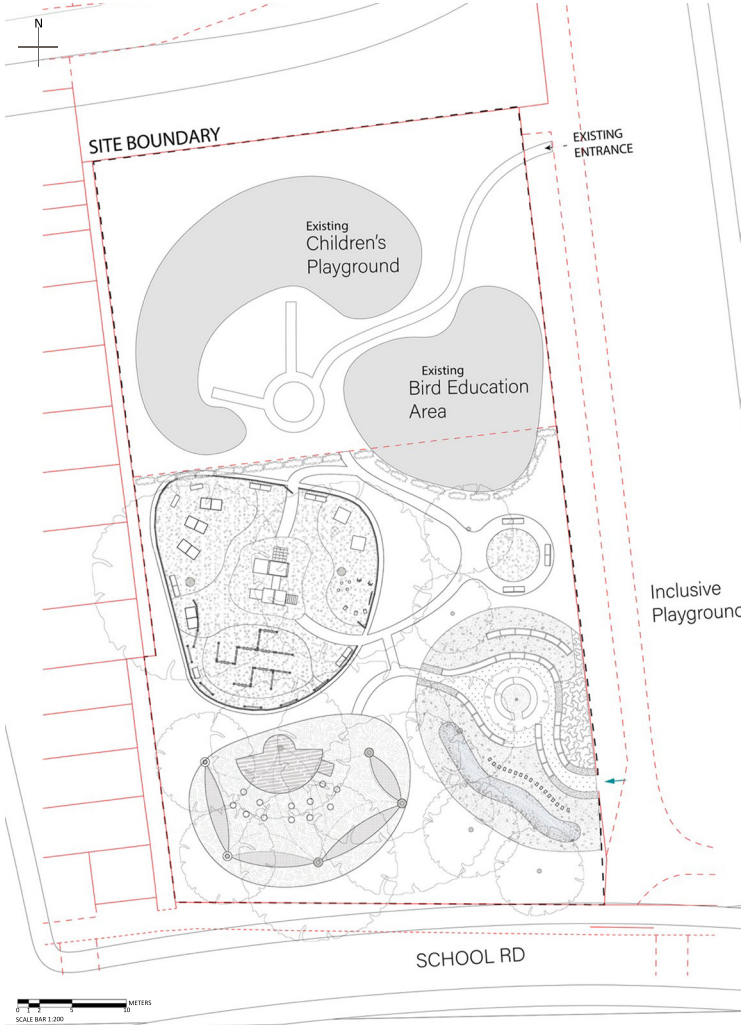 N
SITE BOUNDARY
EXISTING
ENTRANCE
Existing
Children's
Playground
Existing
Bird Education
Area
Inclusive
Playground
SCHOOL RD
METERS
0 1 2 5 10
SCALE BAR 1:200